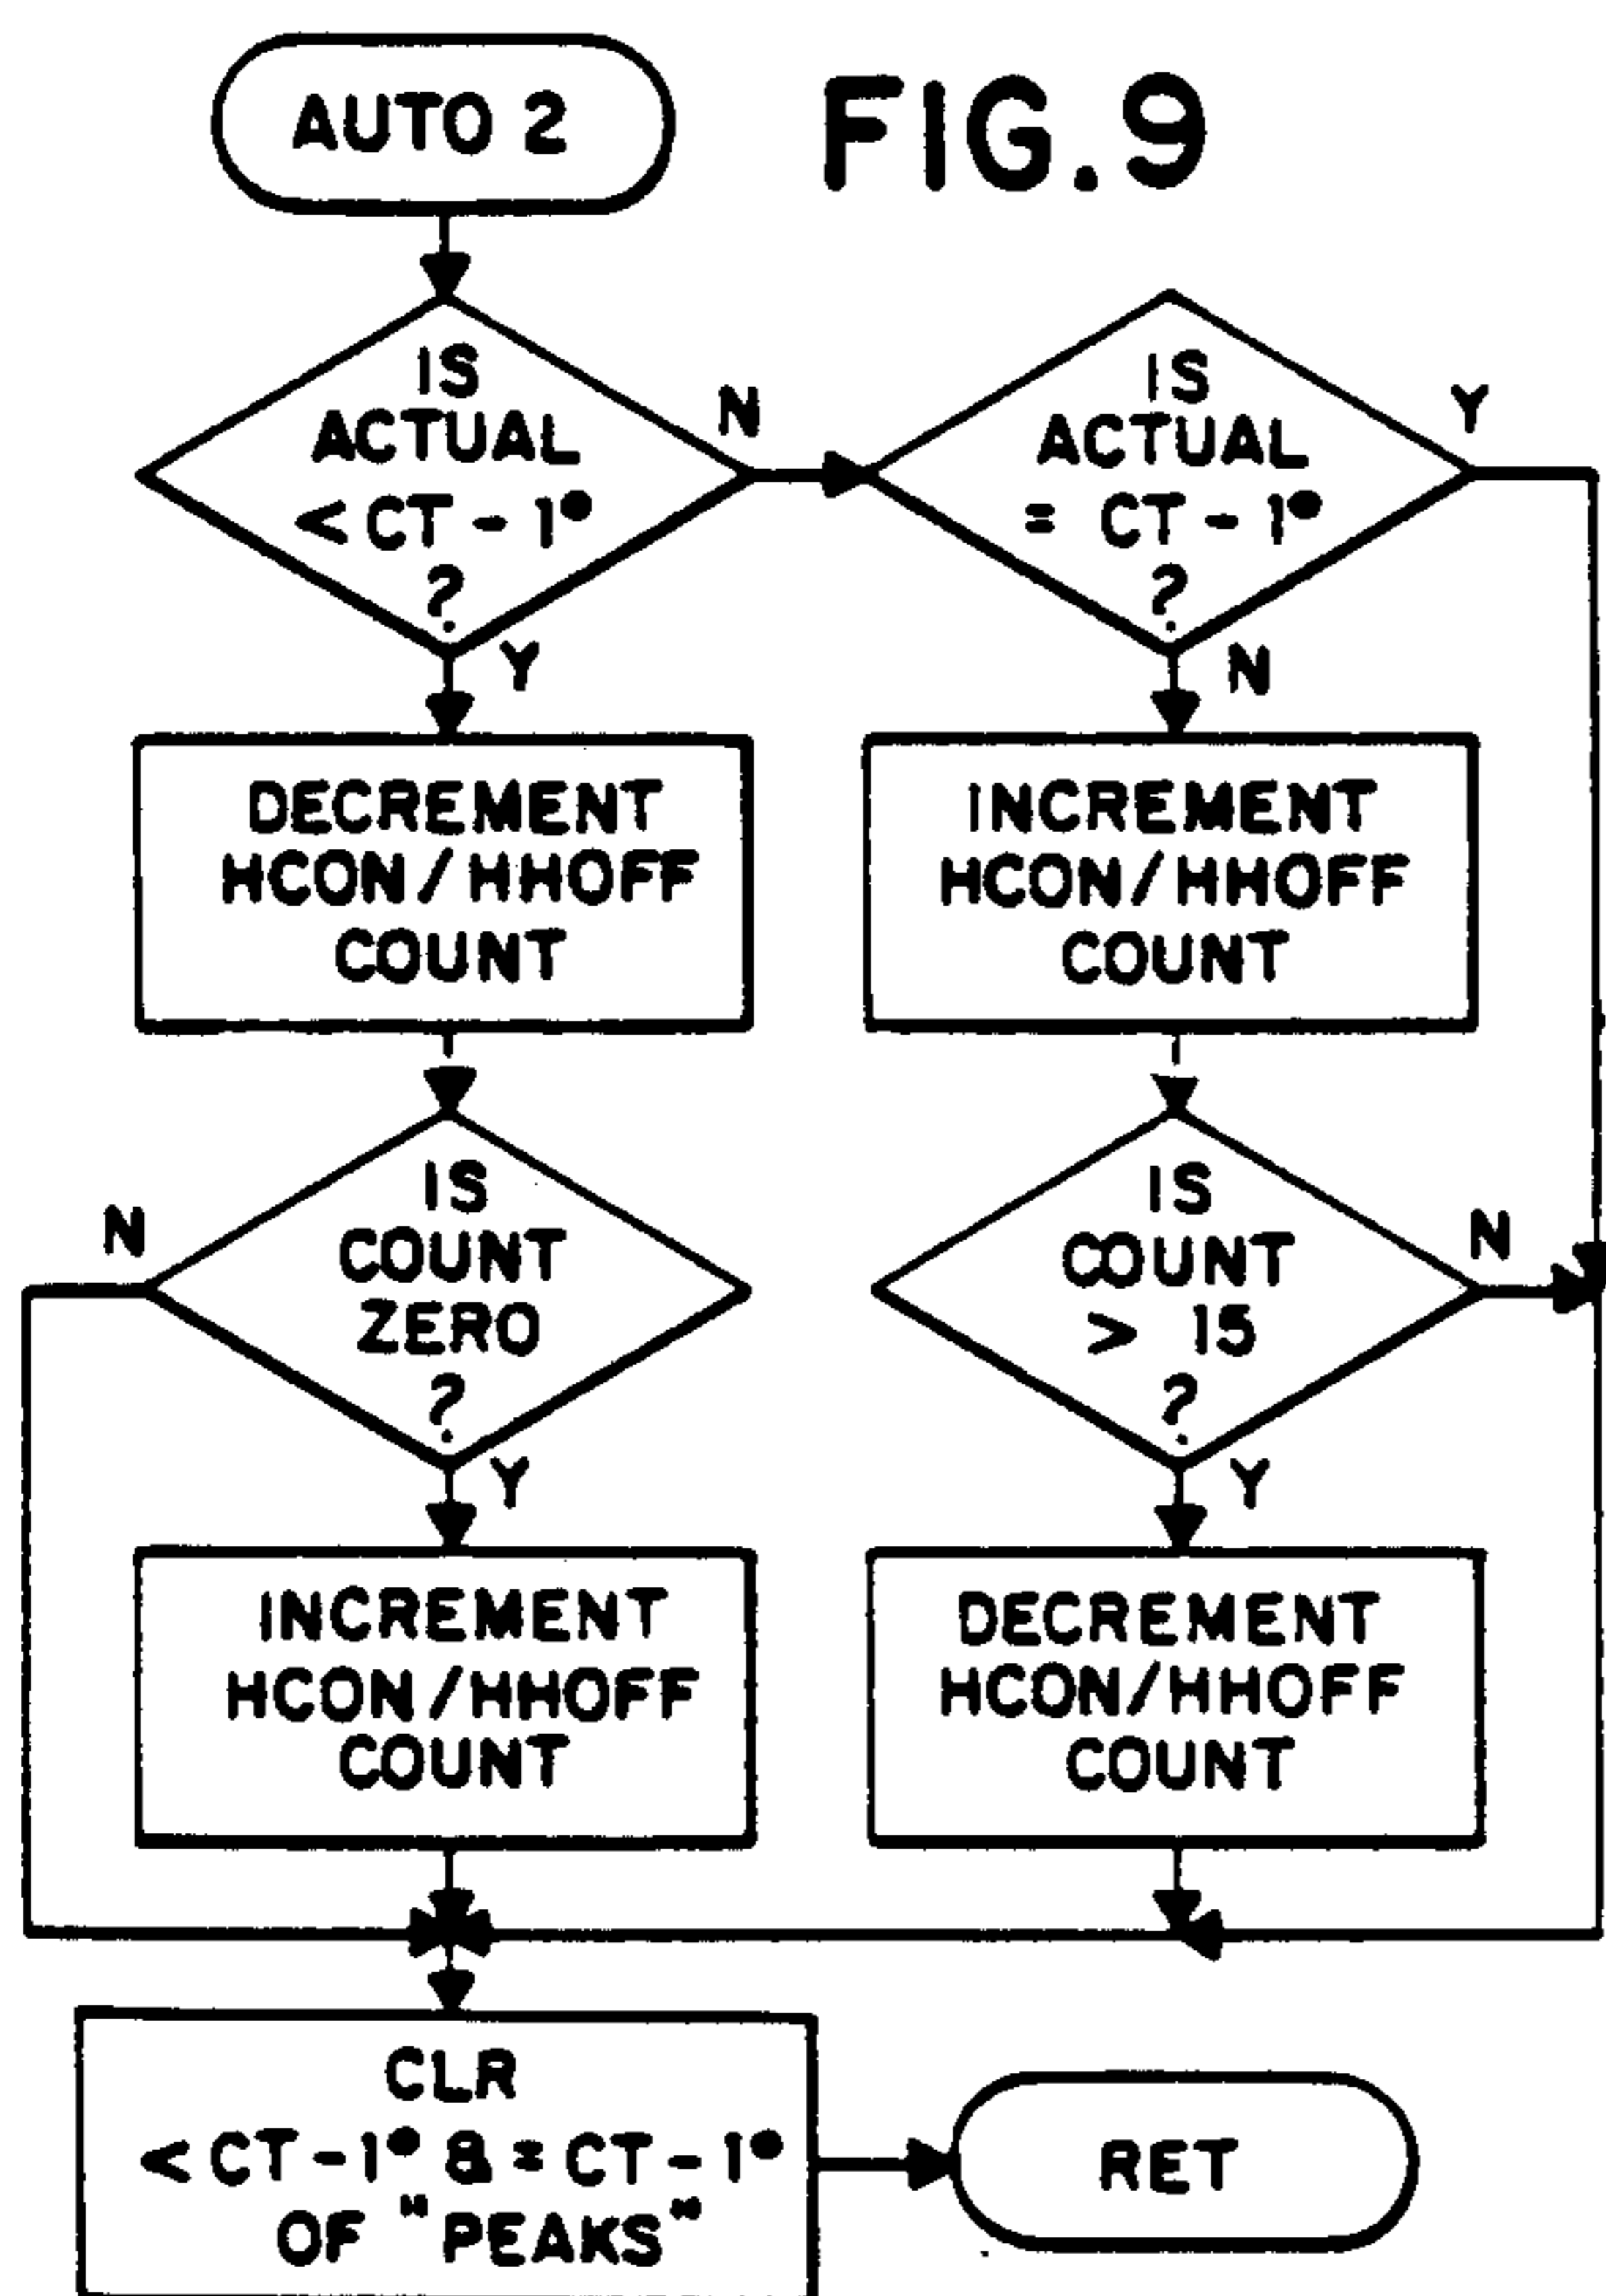 AUTO 2
FIG.9
IS
ACTUAL
< CT - 1°
?
N
Y
IS
ACTUAL
= CT - 1°
?
Y
N
DECREMENT
HCON/HHOFF
COUNT
INCREMENT
HCON/HHOFF
COUNT
IS
COUNT
ZERO
?
N
Y
IS
COUNT
> 15
?
N
Y
INCREMENT
HCON/HHOFF
COUNT
DECREMENT
HCON/HHOFF
COUNT
CLR
< CT - 1° & = CT - 1°
OF "PEAKS"
RET